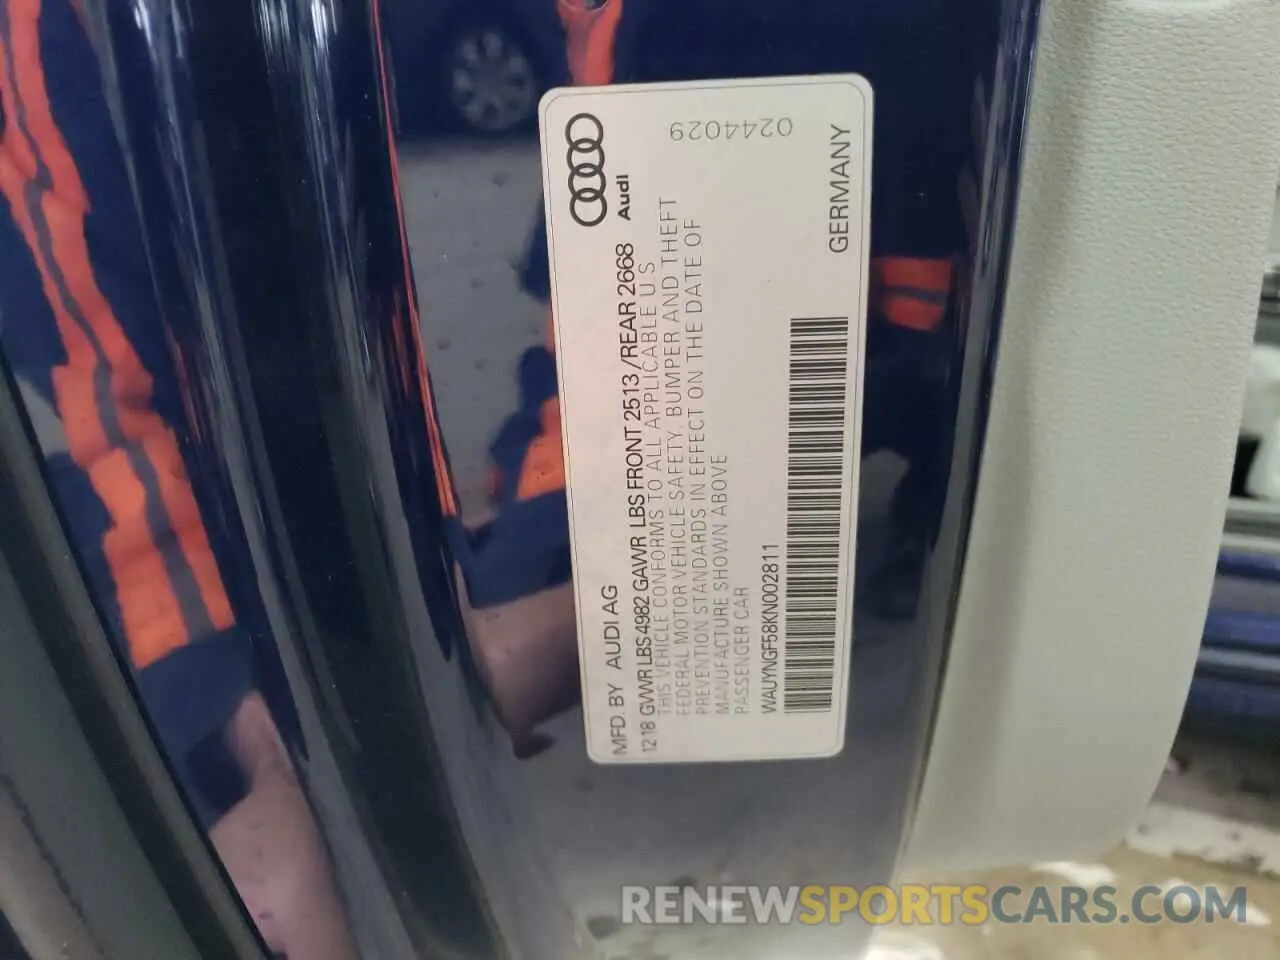 MFD. BY AUDI AG
Audi
12 18 GVWR LBS 4982 GAWR LBS FRONT 2513 / REAR 2668
THIS VEHICLE CONFORMS TO ALL APPLICABLE U S
FEDERAL MOTOR VEHICLE SAFETY, BUMPER AND THEFT
PREVENTION STANDARDS IN EFFECT ON THE DATE OF
MANUFACTURE SHOWN ABOVE
PASSENGER CAR
0244029
WAUYNGF58KN002811
GERMANY
RENEWSPORTSCARS.COM